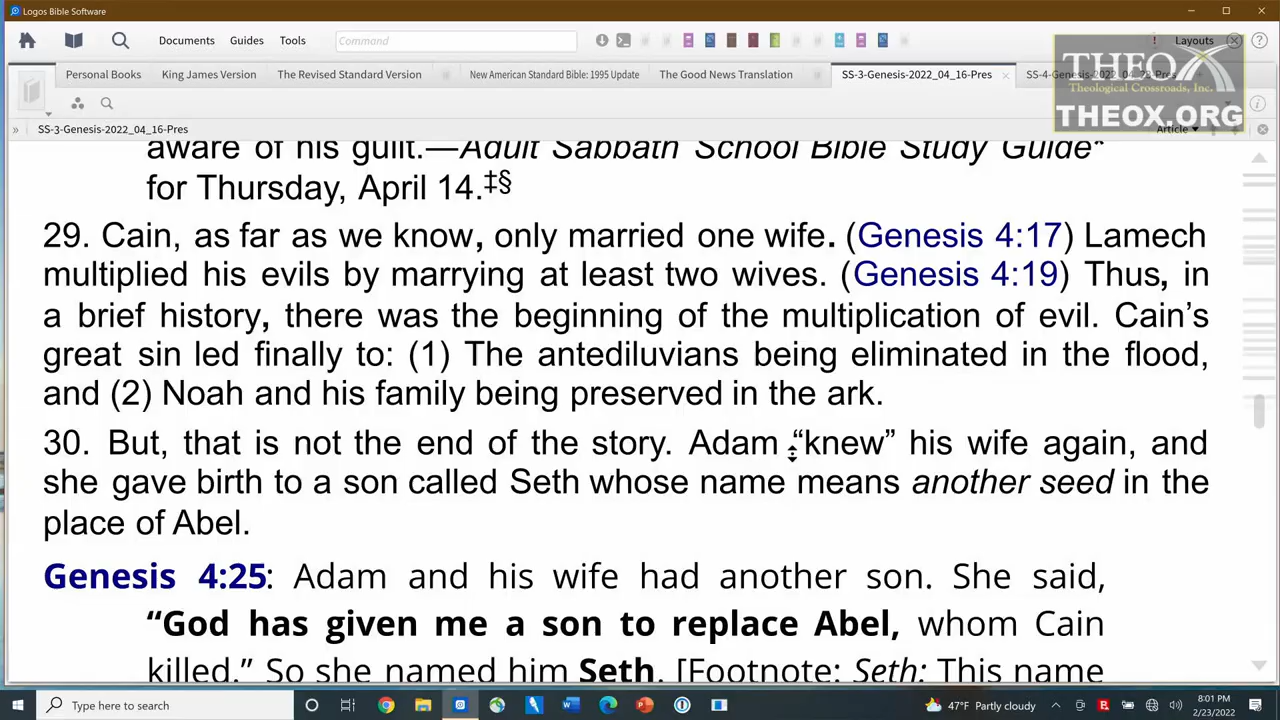 Logos Bible Software
Documents Guides Tools Command Layouts
THEOX
Theological Crossroads, Inc.
THEOX.ORG
Personal Books King James Version The Revised Standard Version New American Standard Bible: 1995 Update The Good News Translation SS-3-Genesis-2022_04_16-Pres SS-4-Genesis-2022_04_23-Pres
SS-3-Genesis-2022_04_16-Pres Article
aware of his guilt.—Adult Sabbath School Bible Study Guide*
for Thursday, April 14.‡§
29. Cain, as far as we know, only married one wife. (Genesis 4:17) Lamech
multiplied his evils by marrying at least two wives. (Genesis 4:19) Thus, in
a brief history, there was the beginning of the multiplication of evil. Cain’s
great sin led finally to: (1) The antediluvians being eliminated in the flood,
and (2) Noah and his family being preserved in the ark.
30. But, that is not the end of the story. Adam “knew” his wife again, and
she gave birth to a son called Seth whose name means another seed in the
place of Abel.
Genesis 4:25: Adam and his wife had another son. She said,
“God has given me a son to replace Abel, whom Cain
killed.” So she named him Seth. [Footnote: Seth: This name
Type here to search 47°F Partly cloudy 8:01 PM
2/23/2022